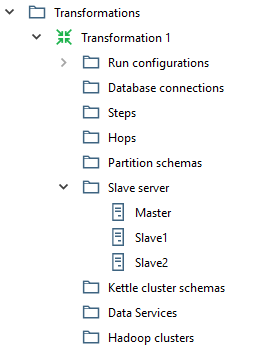 Transformations
Transformation 1
Run configurations
Database connections
Steps
Hops
Partition schemas
Slave server
Master
Slave1
Slave2
Kettle cluster schemas
Data Services
Hadoop clusters